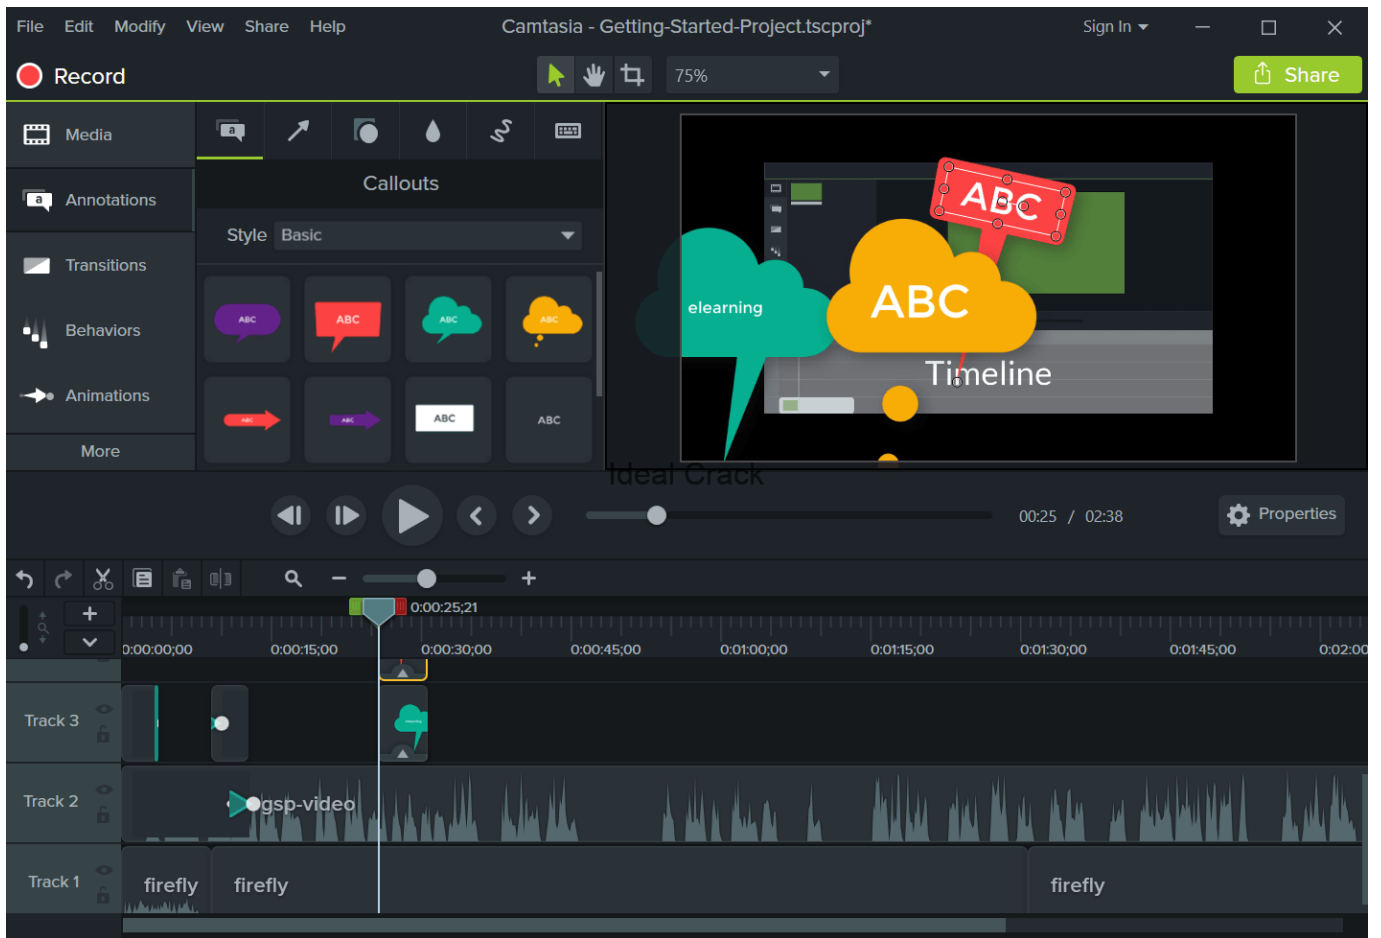 File Edit Modify View Share Help Camtasia - Getting-Started-Project.tscproj* Sign In
Record 75% Share
Media
Callouts
Annotations
Style Basic
Transitions
Behaviors
Animations
More
ABC ABC ABC ABC
ABC ABC ABC ABC
ABC
elearning
ABC
Timeline
Ideal Crack
00:25 / 02:38 Properties
0:00:25;21
0:00:00;00 0:00:15;00 0:00:30;00 0:00:45;00 0:01:00;00 0:01:15;00 0:01:30;00 0:01:45;00 0:02:00
Track 3
Track 2 gsp-video
Track 1 firefly firefly firefly